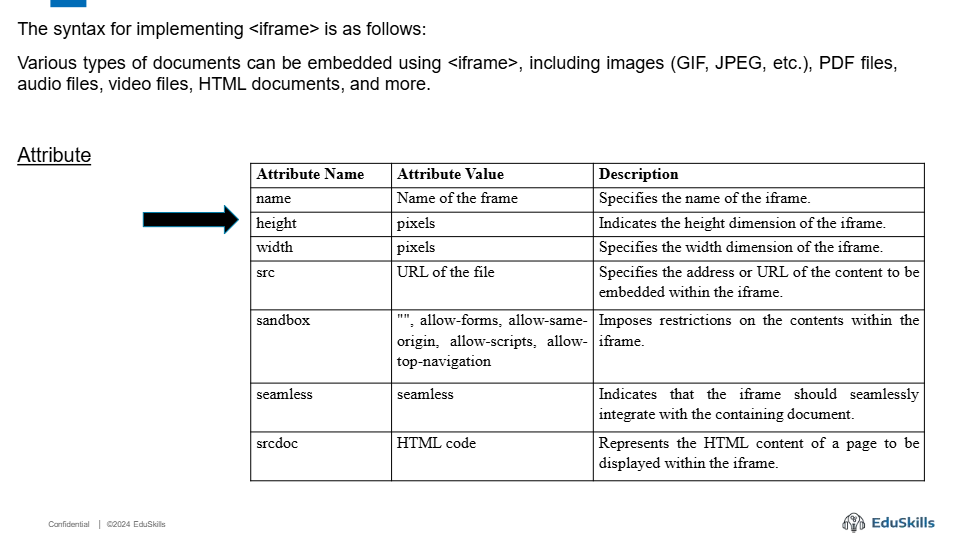 The syntax for implementing <iframe> is as follows:
Various types of documents can be embedded using <iframe>, including images (GIF, JPEG, etc.), PDF files,
audio files, video files, HTML documents, and more.
Attribute
Attribute Name Attribute Value Description
name Name of the frame Specifies the name of the iframe.
height pixels Indicates the height dimension of the iframe.
width pixels Specifies the width dimension of the iframe.
src URL of the file Specifies the address or URL of the content to be
embedded within the iframe.
sandbox "", allow-forms, allow-same- Imposes restrictions on the contents within the
origin, allow-scripts, allow- iframe.
top-navigation
seamless seamless Indicates that the iframe should seamlessly
integrate with the containing document.
srcdoc HTML code Represents the HTML content of a page to be
displayed within the iframe.
Confidential | ©2024 EduSkills
EduSkills